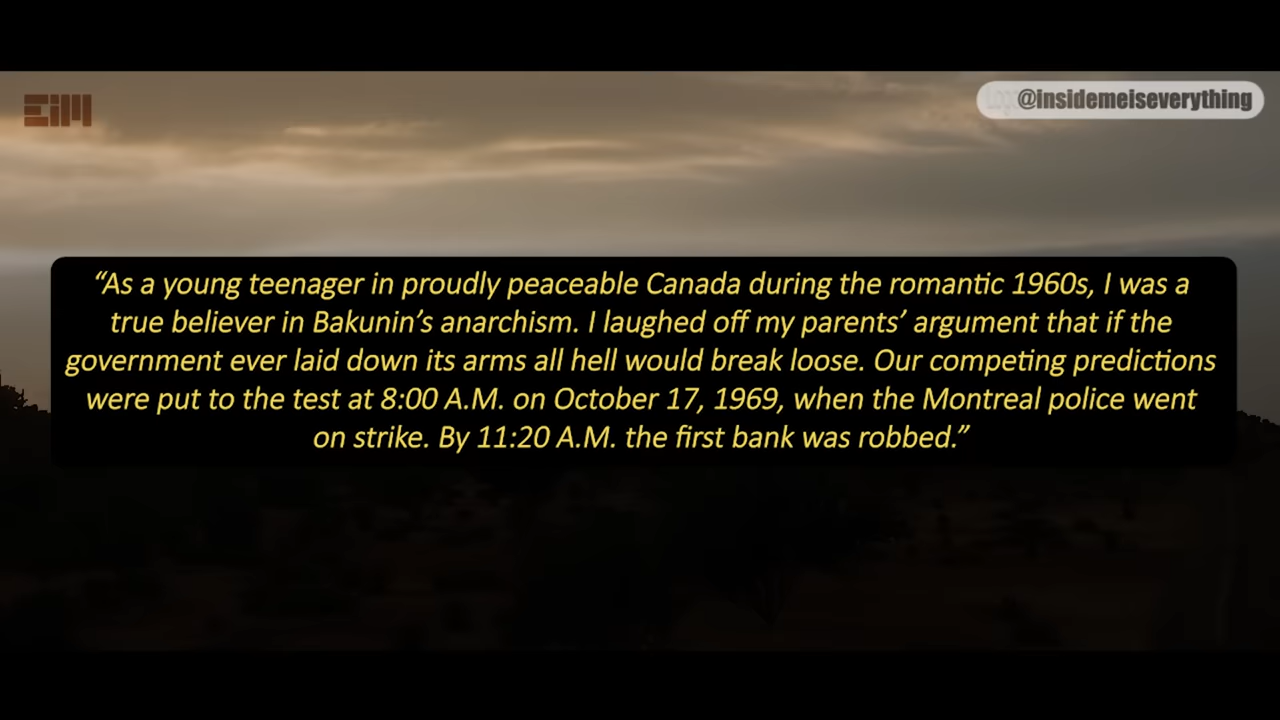 EiM
@insidemeiseverything
“As a young teenager in proudly peaceable Canada during the romantic 1960s, I was a
true believer in Bakunin’s anarchism. I laughed off my parents’ argument that if the
government ever laid down its arms all hell would break loose. Our competing predictions
were put to the test at 8:00 A.M. on October 17, 1969, when the Montreal police went
on strike. By 11:20 A.M. the first bank was robbed.”